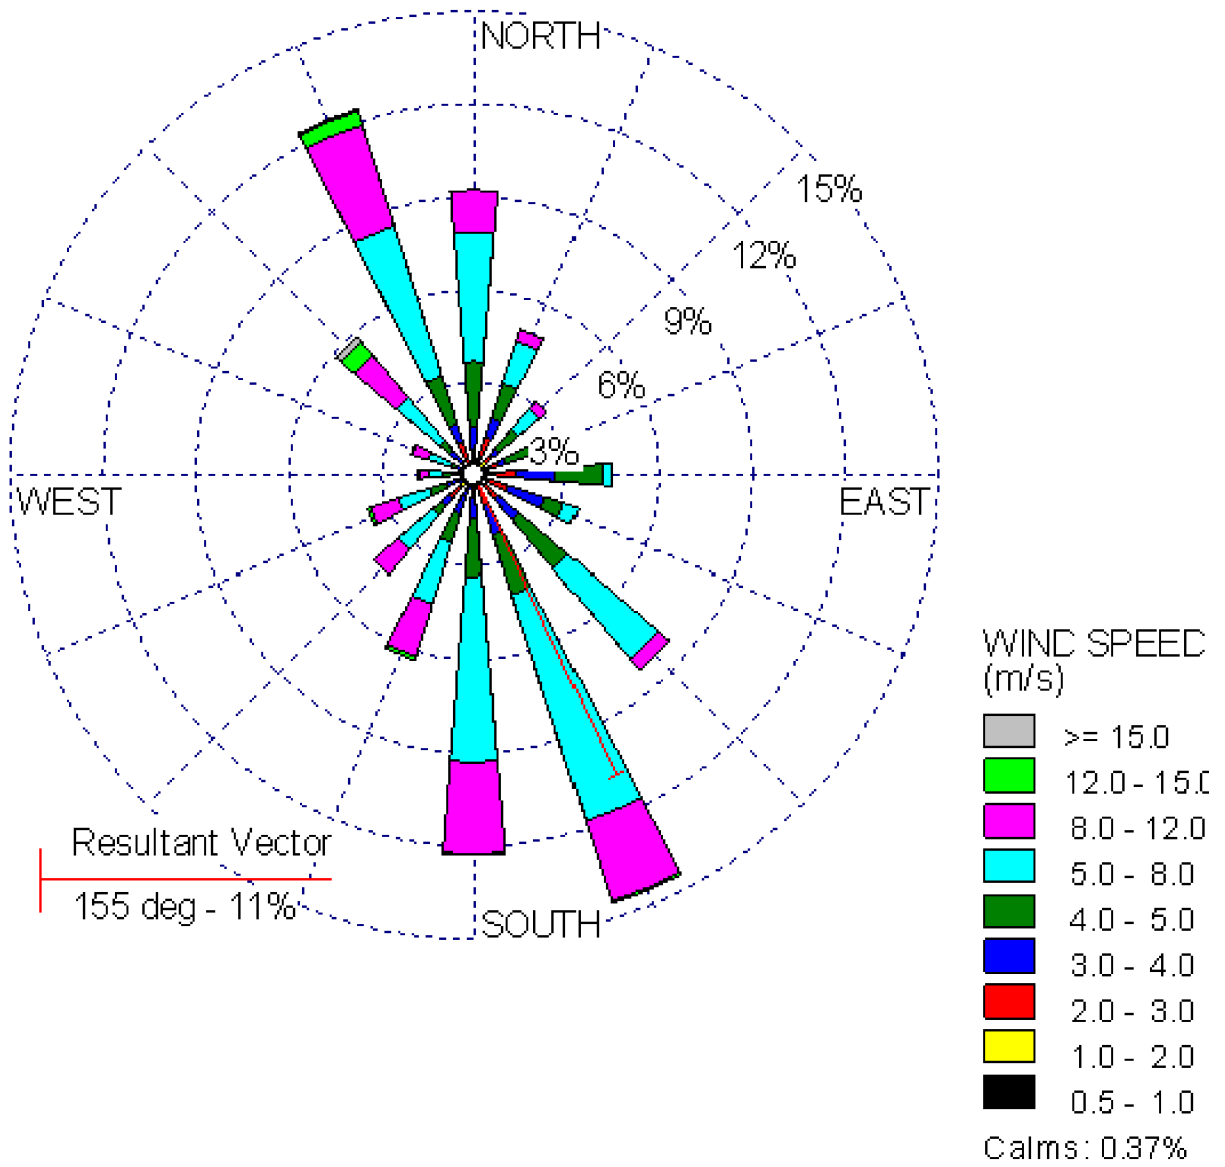 NORTH
15%
12%
9%
6%
3%
WEST
EAST
SOUTH
Resultant Vector
155 deg - 11%
WIND SPEED
(m/s)
>= 15.0
12.0 - 15.0
8.0 - 12.0
5.0 - 8.0
4.0 - 5.0
3.0 - 4.0
2.0 - 3.0
1.0 - 2.0
0.5 - 1.0
Calms: 0.37%